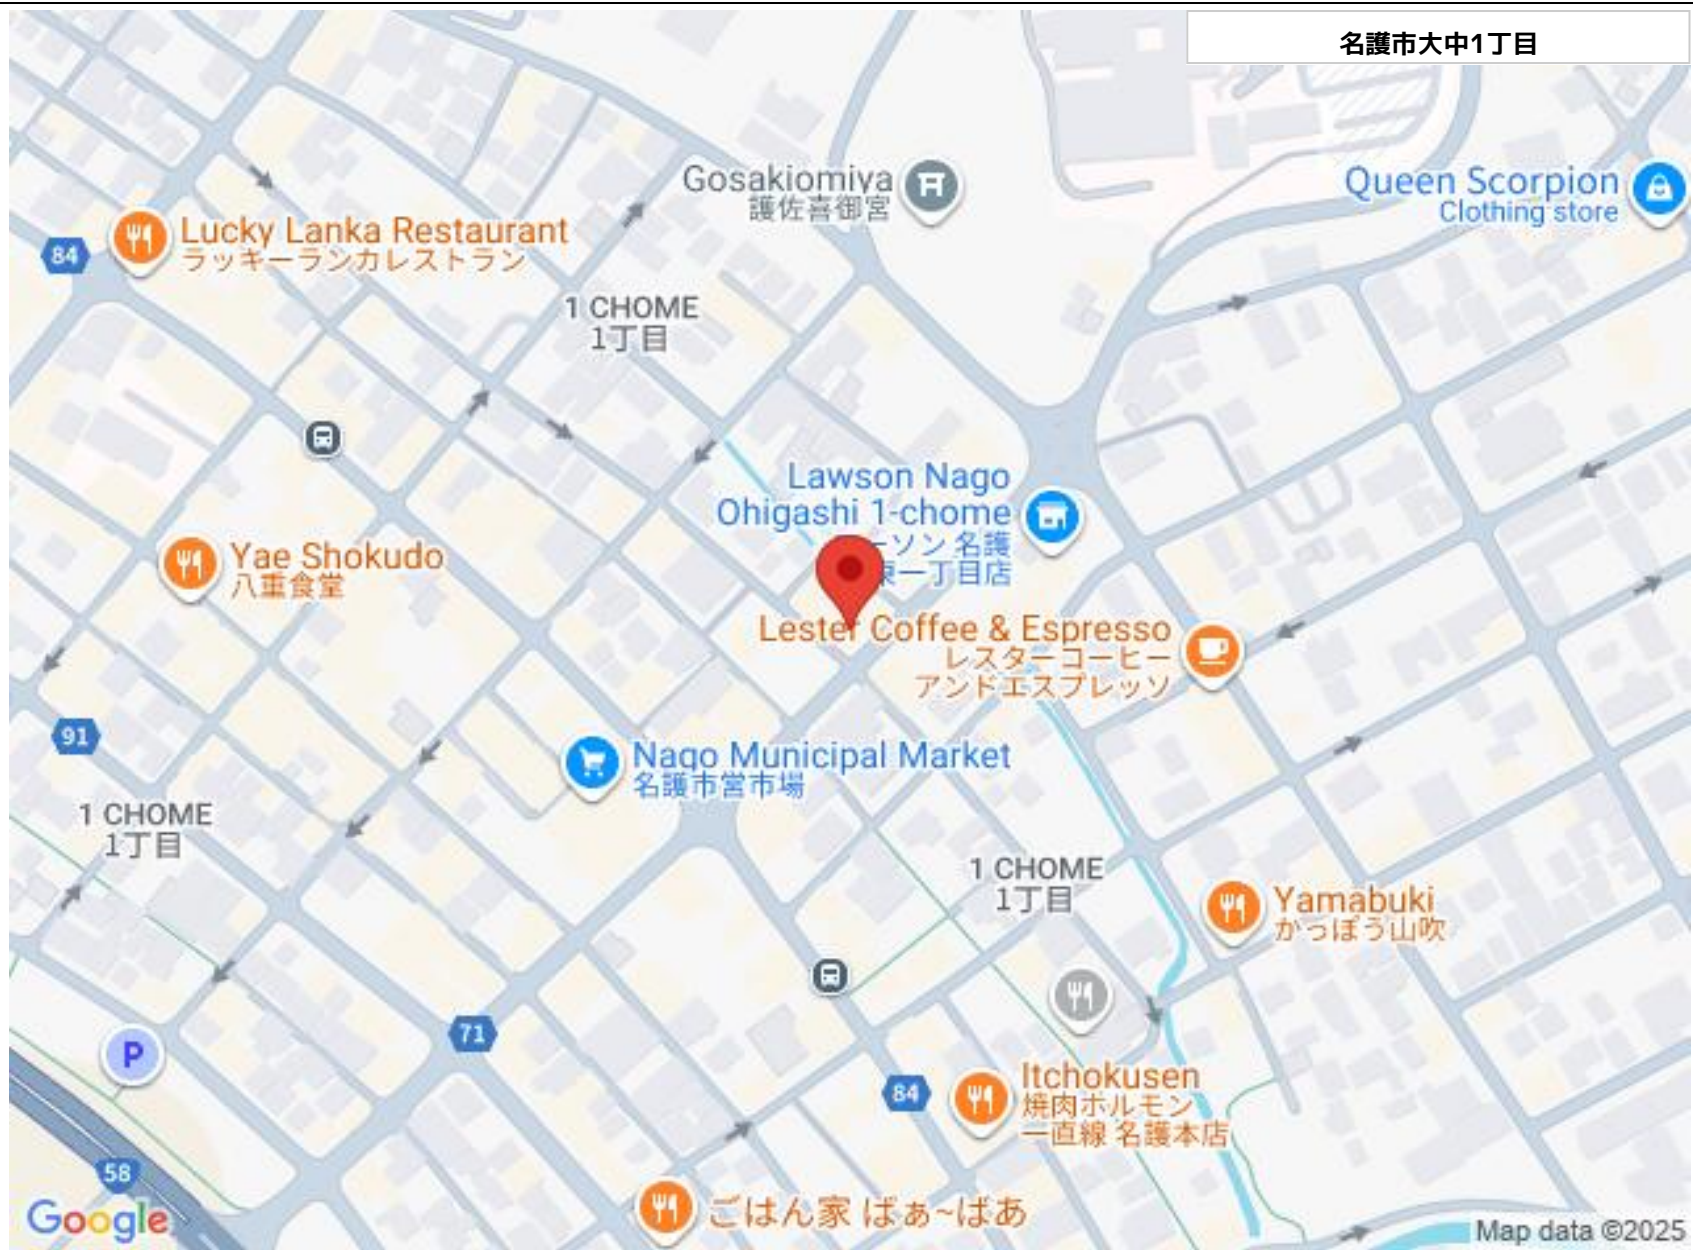 名護市大中1丁目
Gosakiomiya
護佐喜御宮
Queen Scorpion
Clothing store
Lucky Lanka Restaurant
ラッキーランカレストラン
84
1 CHOME
1丁目
Lawson Nago
Ohigashi 1-chome
ーソン 名護
東一丁目店
Yae Shokudo
八重食堂
Lester Coffee & Espresso
レスターコーヒー
アンドエスプレッソ
91
Nago Municipal Market
名護市営市場
1 CHOME
1丁目
1 CHOME
1丁目
Yamabuki
かっぽう山吹
71
P
84
Itchokusen
焼肉ホルモン
一直線 名護本店
58
ごはん家 ばぁ~ばあ
Google
Map data ©2025